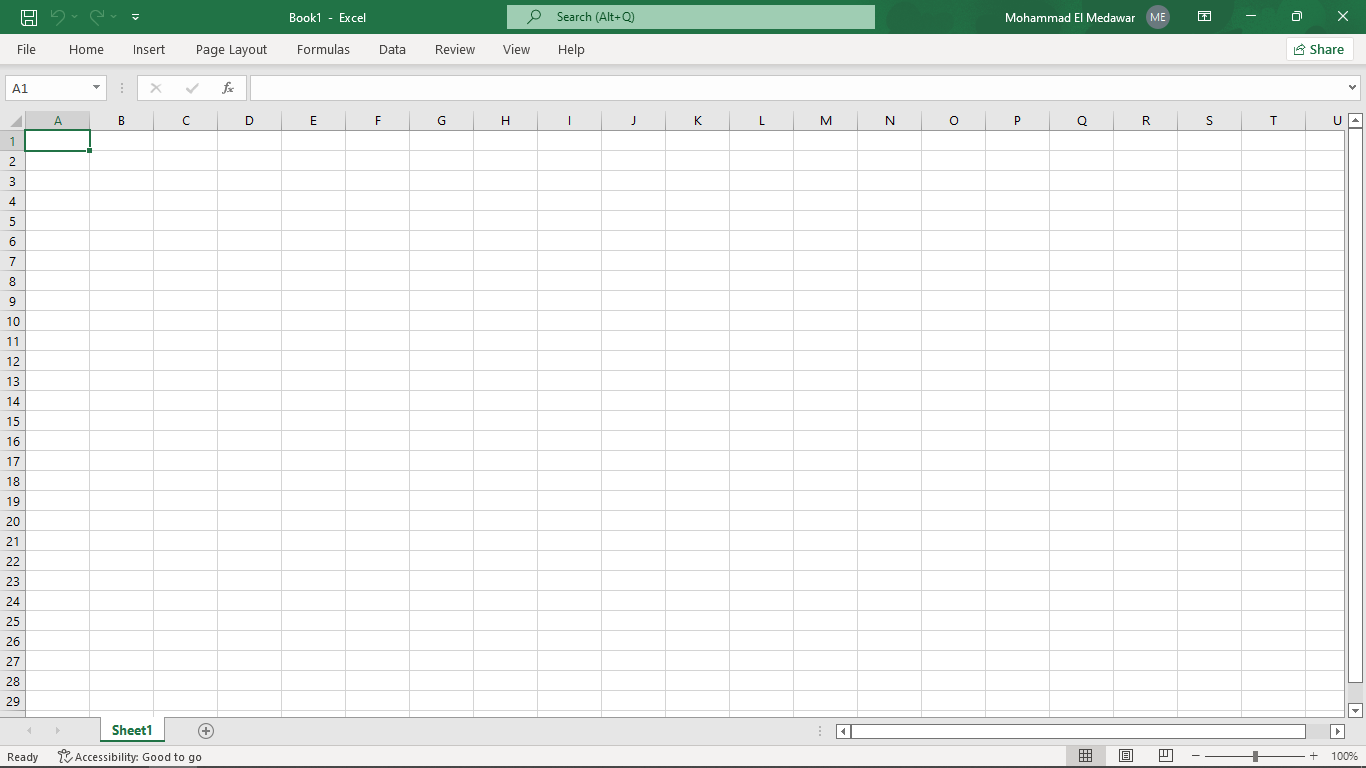 Book1 - Excel
Search (Alt+Q)
Mohammad El Medawar
ME
File Home Insert Page Layout Formulas Data Review View Help
Share
A1
fx
A B C D E F G H I J K L M N O P Q R S T U
1
2
3
4
5
6
7
8
9
10
11
12
13
14
15
16
17
18
19
20
21
22
23
24
25
26
27
28
29
Sheet1
Ready Accessibility: Good to go
100%